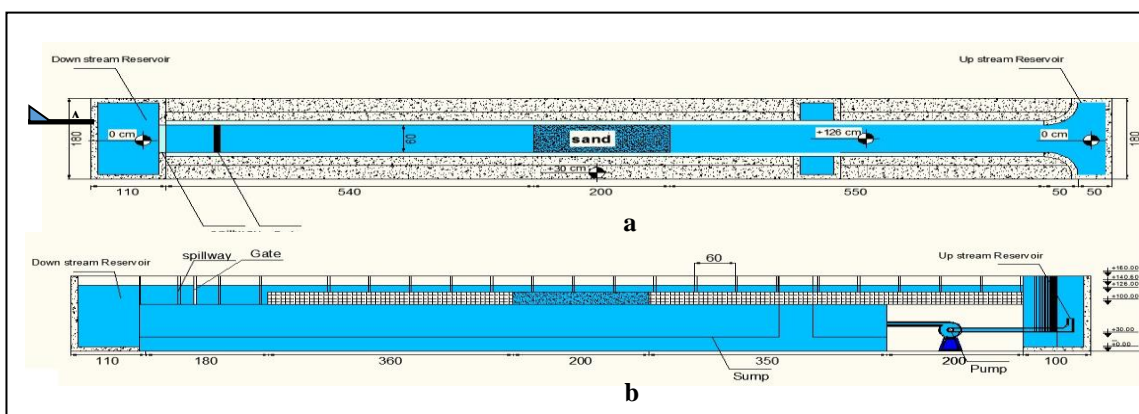 Down stream Reservoir
Up stream Reservoir
A
0 cm
180
60
sand
+126 cm
0 cm
180
+30 cm
110
540
200
550
50
50
a
Down stream Reservoir
spillway
Gate
60
Up stream Reservoir
+160.00
+126.00
+100.00
+30.00
+0.00
110
180
360
200
350
200
100
Sump
Pump
b